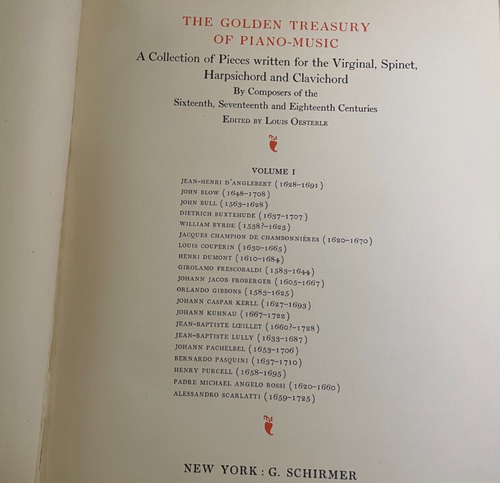 THE GOLDEN TREASURY
OF PIANO-MUSIC
A Collection of Pieces written for the Virginal, Spinet,
Harpsichord and Clavichord
By Composers of the
Sixteenth, Seventeenth and Eighteenth Centuries
EDITED BY LOUIS OESTERLE
VOLUME I
JEAN-HENRI D'ANGLEBERT (1628-1691)
JOHN BLOW (1648-1708)
JOHN BULL (1563-1628)
DIETRICH BUXTEHUDE (1637-1707)
WILLIAM BYRDE (1538?-1623)
JACQUES CHAMPION DE CHAMBONNIÈRES (1620-1670)
LOUIS COUPERIN (1630-1665)
HENRI DUMONT (1610-1684)
GIROLAMO FRESCOBALDI (1583-1644)
JOHANN JACOB FROBERGER (1605-1667)
ORLANDO GIBBONS (1583-1625)
JOHANN CASPAR KERLL (1627-1693)
JOHANN KUHNAU (1667-1722)
JEAN-BAPTISTE LŒILLET (1660?-1728)
JEAN-BAPTISTE LULLY (1633-1687)
JOHANN PACHELBEL (1653-1706)
BERNARDO PASQUINI (1637-1710)
HENRY PURCELL (1658-1695)
PADRE MICHAEL ANGELO ROSSI (1620-1660)
ALESSANDRO SCARLATTI (1659-1725)
NEW YORK : G. SCHIRMER